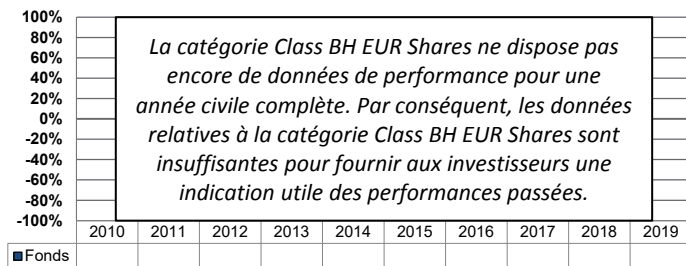 100%
80%
60%
40%
20%
0%
-20%
-40%
-60%
-80%
-100%
La catégorie Class BH EUR Shares ne dispose pas
encore de données de performance pour une
année civile complète. Par conséquent, les données
relatives à la catégorie Class BH EUR Shares sont
insuffisantes pour fournir aux investisseurs une
indication utile des performances passées.
2010 2011 2012 2013 2014 2015 2016 2017 2018 2019
Fonds